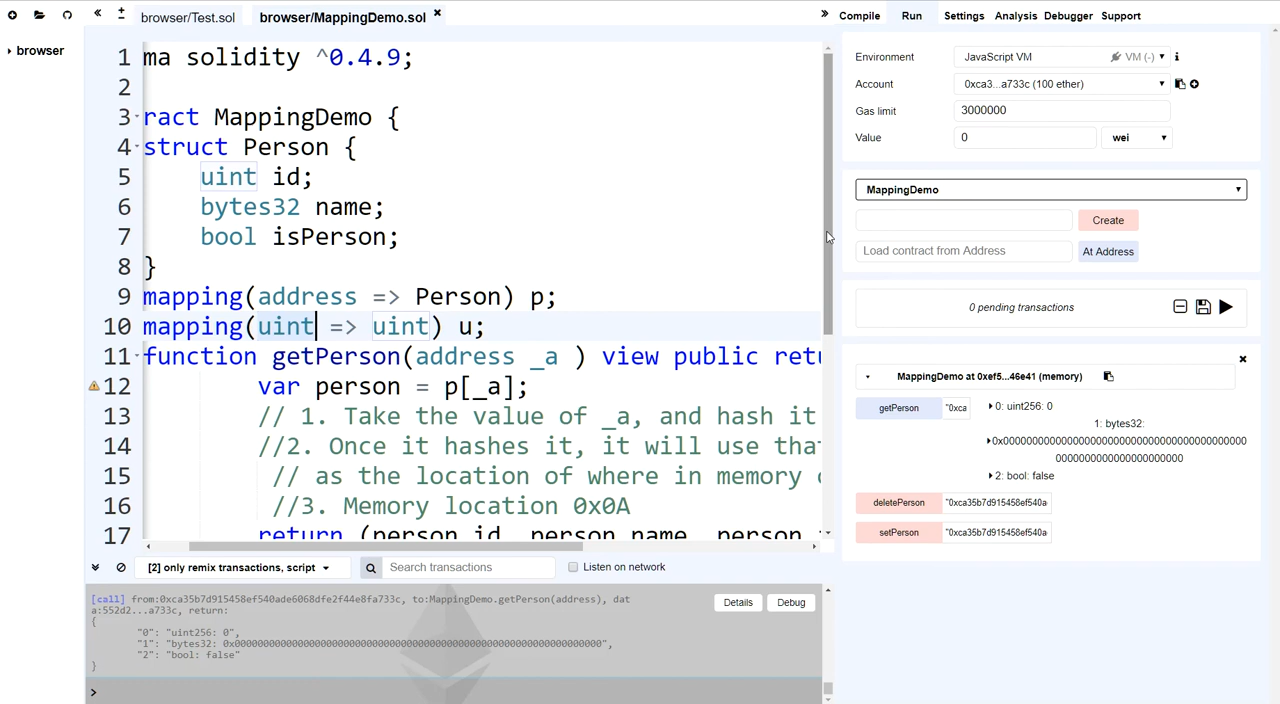 browser/Test.sol
browser/MappingDemo.sol
Compile Run Settings Analysis Debugger Support
browser
1 ma solidity ^0.4.9;
2
3 ract MappingDemo {
4 struct Person {
5 uint id;
6 bytes32 name;
7 bool isPerson;
8 }
9 mapping(address => Person) p;
10 mapping(uint => uint) u;
11 function getPerson(address _a ) view public retu
12 var person = p[_a];
13 // 1. Take the value of _a, and hash it
14 //2. Once it hashes it, it will use that
15 // as the location of where in memory o
16 //3. Memory location 0x0A
17 return (person.id, person.name, person.
Environment JavaScript VM VM (-)
Account 0xca3...a733c (100 ether)
Gas limit 3000000
Value 0 wei
MappingDemo
Create
Load contract from Address At Address
0 pending transactions
MappingDemo at 0xef5...46e41 (memory)
getPerson "0xca
0: uint256: 0
1: bytes32:
0x00000000000000000000000000000000000000000
00000000000000000000000
2: bool: false
deletePerson "0xca35b7d915458ef540a
setPerson "0xca35b7d915458ef540a
[2] only remix transactions, script
Search transactions
Listen on network
[call] from:0xca35b7d915458ef540ade6068dfe2f44e8fa733c, to:MappingDemo.getPerson(address), dat
a:552d2...a733c, return:
{
"0": "uint256: 0",
"1": "bytes32: 0x0000000000000000000000000000000000000000000000000000000000000000",
"2": "bool: false"
}
Details Debug
>